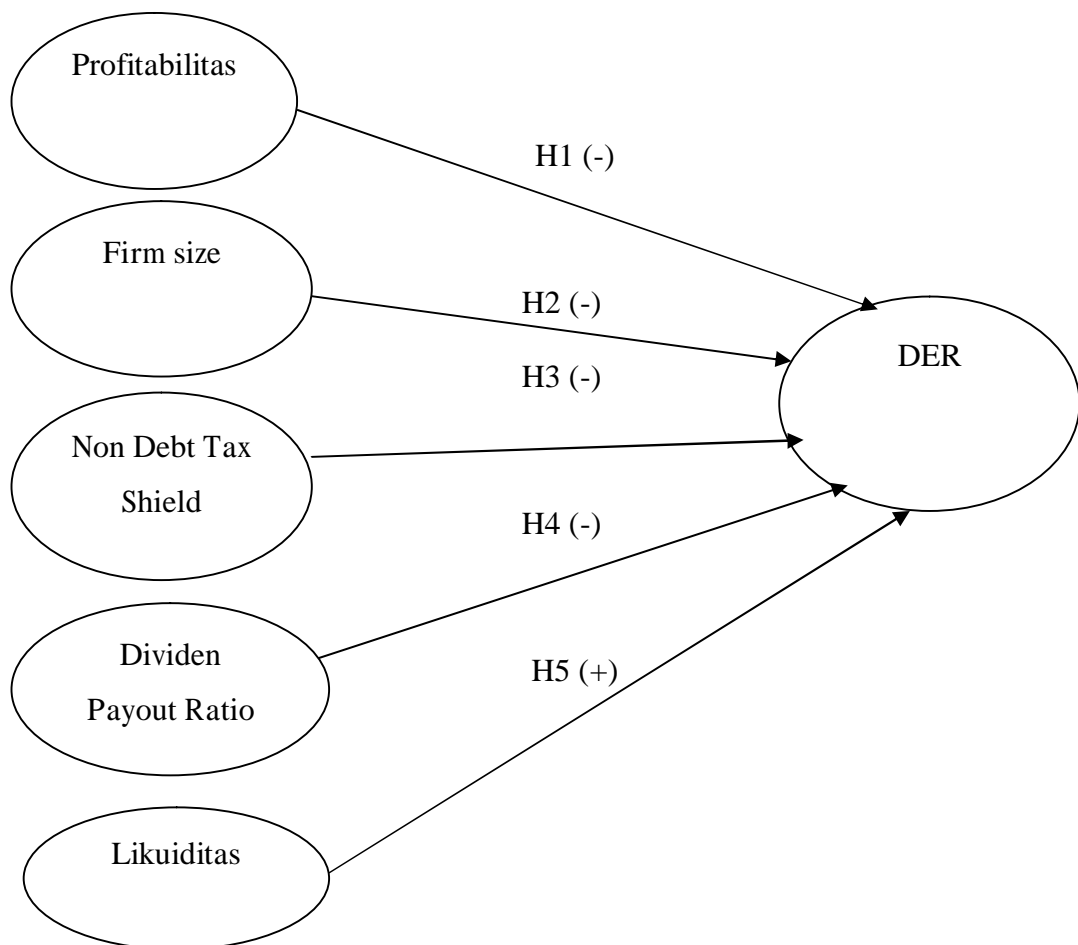 Profitabilitas
H1 (-)
Firm size
H2 (-)
DER
H3 (-)
Non Debt Tax
Shield
H4 (-)
Dividen
Payout Ratio
H5 (+)
Likuiditas